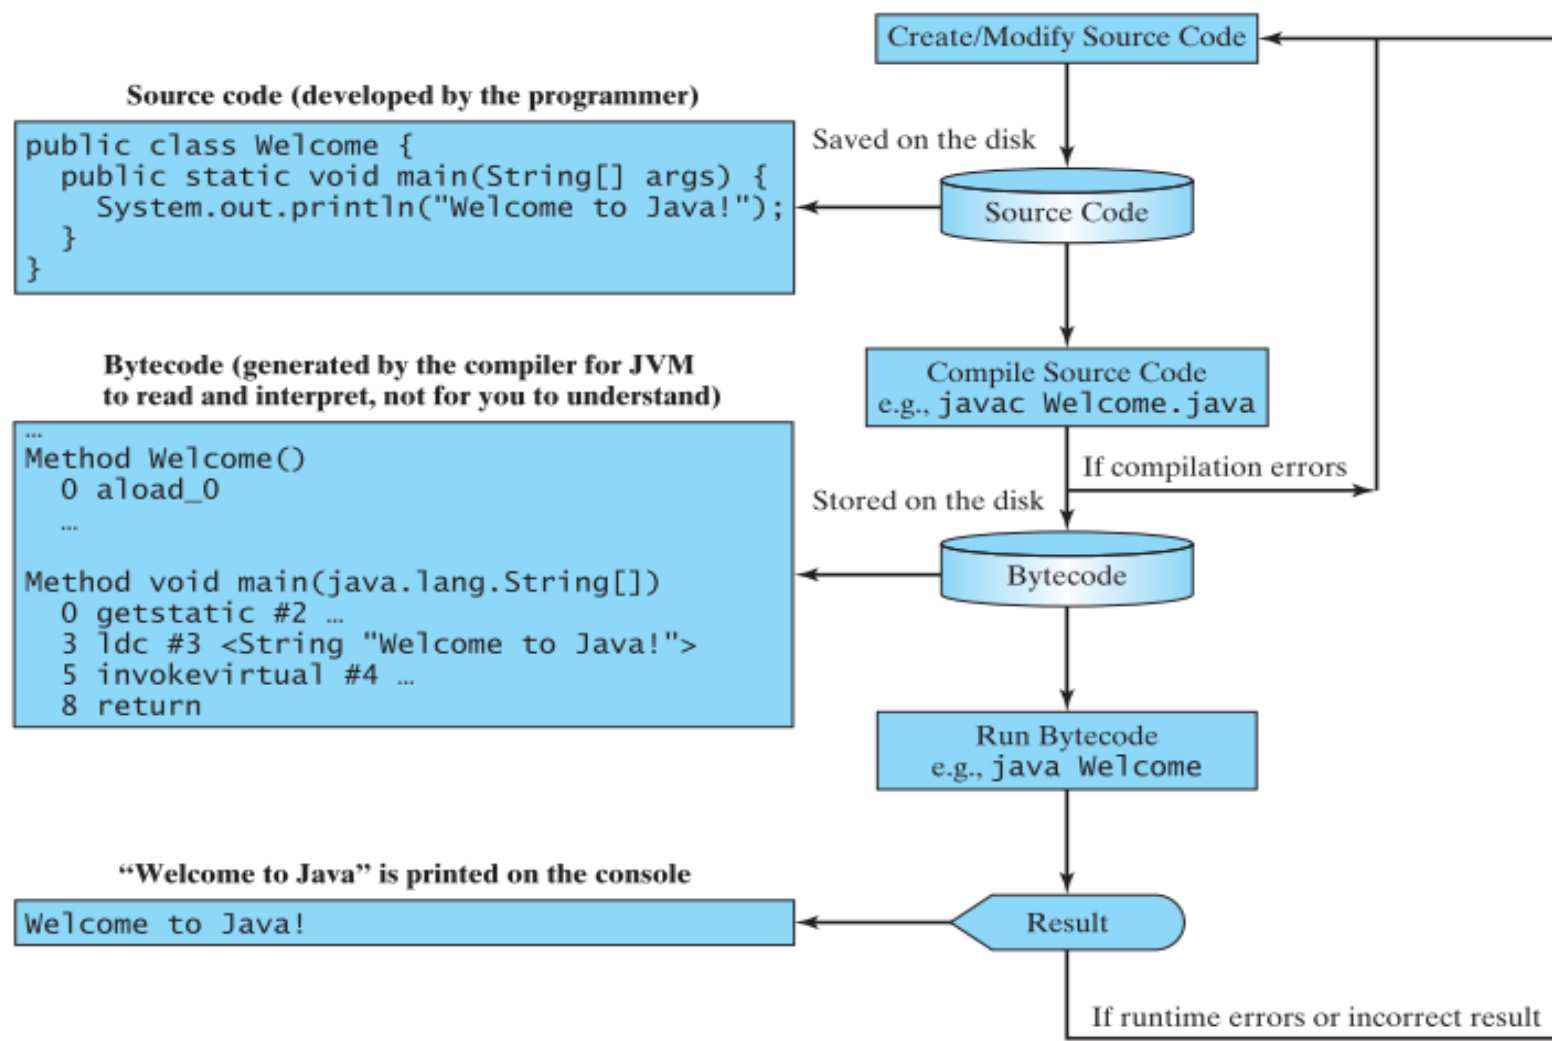 Create/Modify Source Code
Source code (developed by the programmer)
public class Welcome {
  public static void main(String[] args) {
    System.out.println("Welcome to Java!");
  }
}
Saved on the disk
Source Code
Compile Source Code
e.g., javac Welcome.java
If compilation errors
Bytecode (generated by the compiler for JVM
to read and interpret, not for you to understand)
…
Method Welcome()
  0 aload_0
  …
Method void main(java.lang.String[])
  0 getstatic #2 …
  3 ldc #3 <String "Welcome to Java!">
  5 invokevirtual #4 …
  8 return
Stored on the disk
Bytecode
Run Bytecode
e.g., java Welcome
“Welcome to Java” is printed on the console
Welcome to Java!
Result
If runtime errors or incorrect result